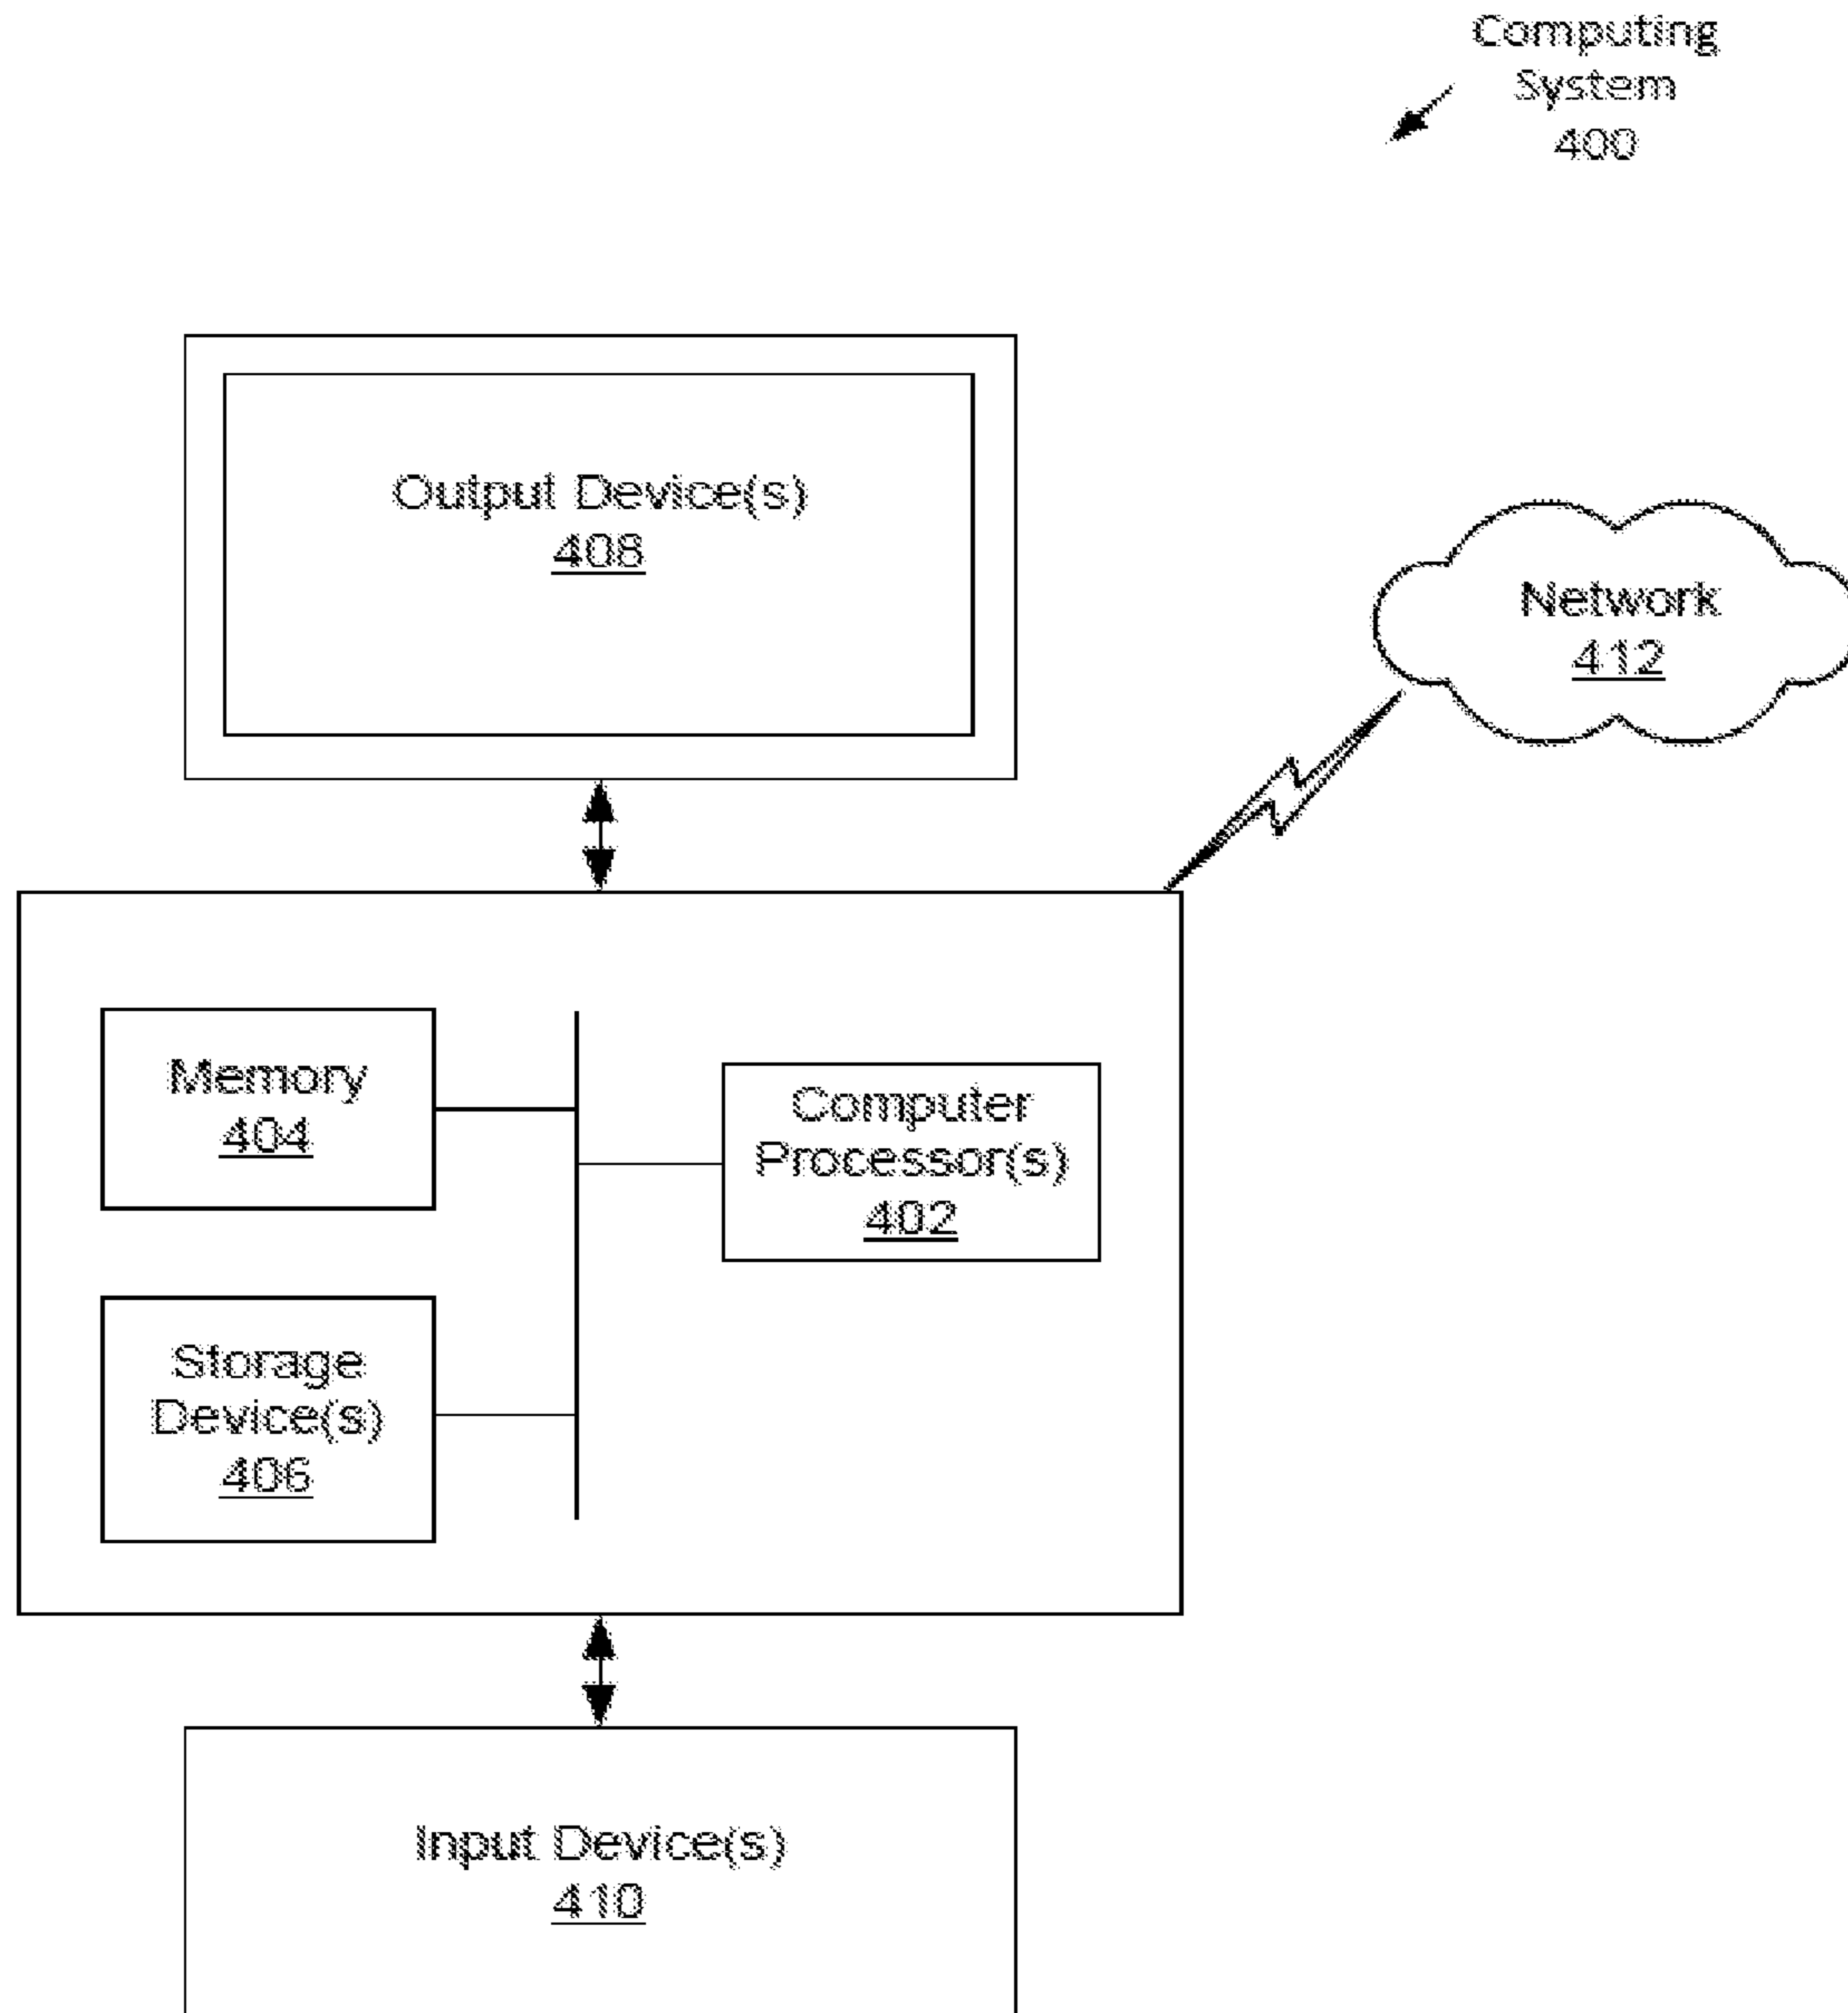 Computing
System
400
Output Device(s)
408
Network
412
Memory
404
Computer
Processor(s)
402
Storage
Device(s)
406
Input Device(s)
410